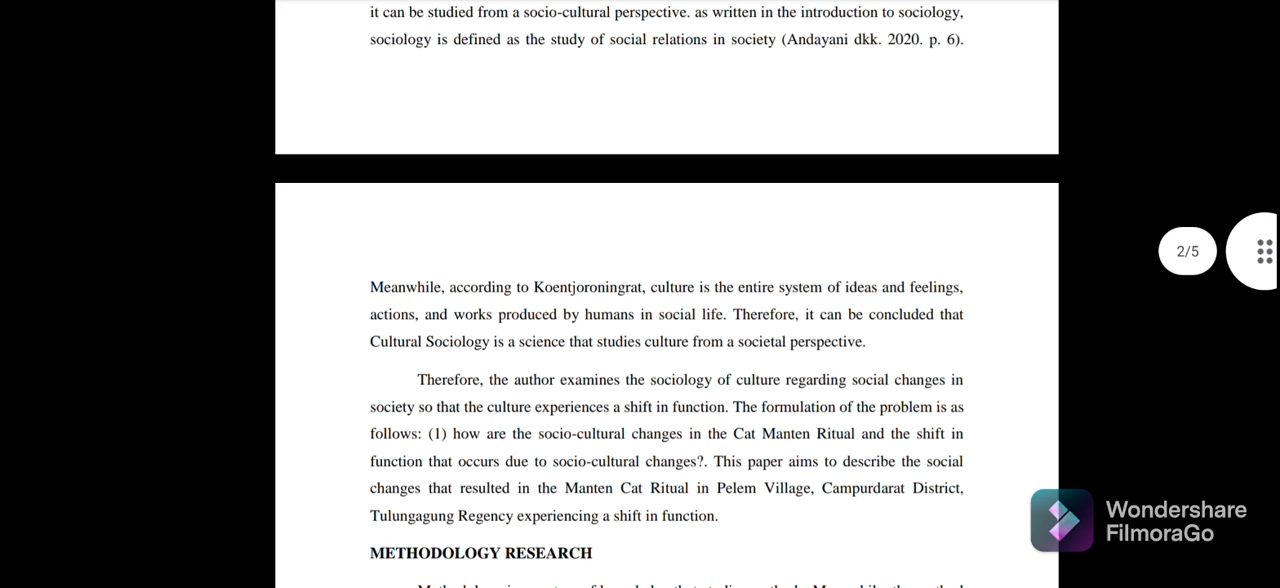 it can be studied from a socio-cultural perspective. as written in the introduction to sociology,
sociology is defined as the study of social relations in society (Andayani dkk. 2020. p. 6).
Meanwhile, according to Koentjoroningrat, culture is the entire system of ideas and feelings,
actions, and works produced by humans in social life. Therefore, it can be concluded that
Cultural Sociology is a science that studies culture from a societal perspective.
Therefore, the author examines the sociology of culture regarding social changes in
society so that the culture experiences a shift in function. The formulation of the problem is as
follows: (1) how are the socio-cultural changes in the Cat Manten Ritual and the shift in
function that occurs due to socio-cultural changes?. This paper aims to describe the social
changes that resulted in the Manten Cat Ritual in Pelem Village, Campurdarat District,
Tulungagung Regency experiencing a shift in function.
METHODOLOGY RESEARCH
2/5
Wondershare
FilmoraGo